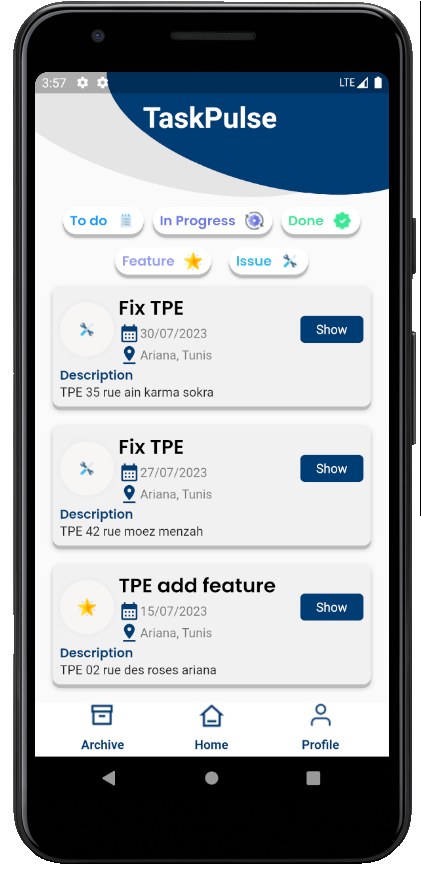 3:57 LTE
TaskPulse
To do In Progress Done
Feature Issue
Fix TPE
30/07/2023
Show
Ariana, Tunis
Description
TPE 35 rue ain karma sokra
Fix TPE
27/07/2023
Show
Ariana, Tunis
Description
TPE 42 rue moez menzah
TPE add feature
15/07/2023
Show
Ariana, Tunis
Description
TPE 02 rue des roses ariana
Archive Home Profile